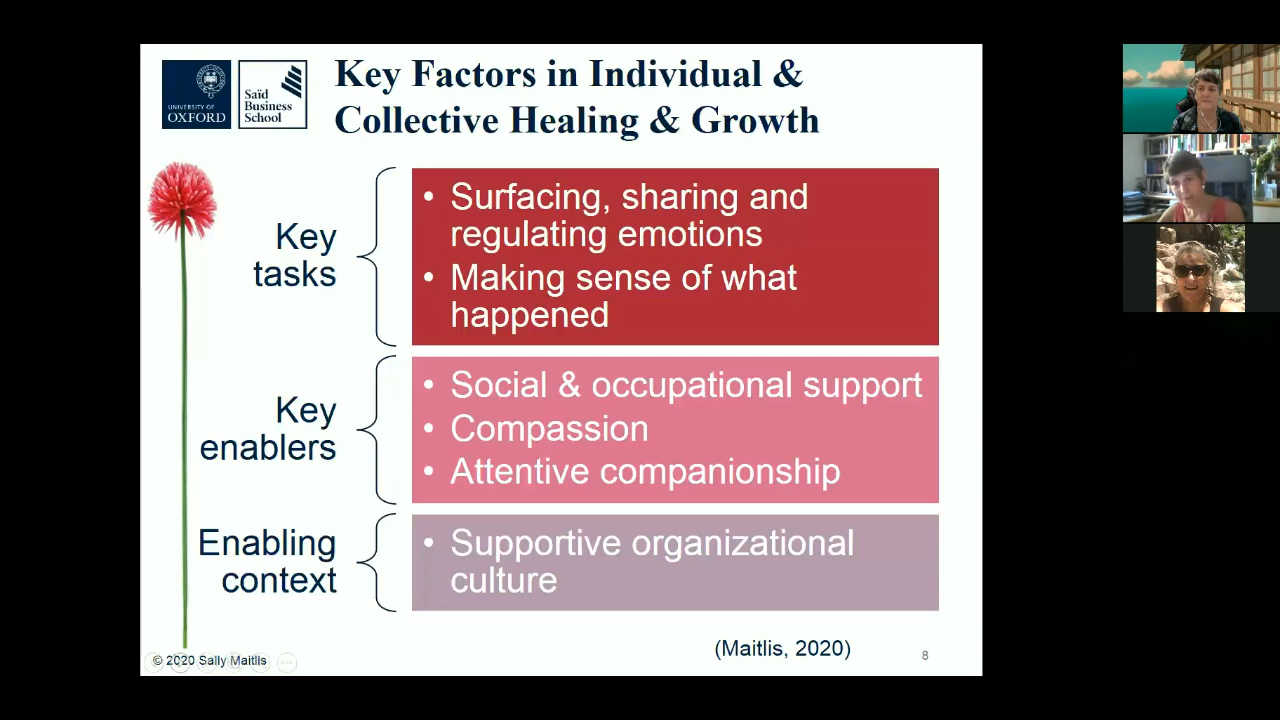 UNIVERSITY OF
OXFORD
Saïd
Business
School
Key Factors in Individual &
Collective Healing & Growth
Key
tasks
• Surfacing, sharing and
regulating emotions
• Making sense of what
happened
Key
enablers
• Social & occupational support
• Compassion
• Attentive companionship
Enabling
context
• Supportive organizational
culture
(Maitlis, 2020)
8
© 2020 Sally Maitlis